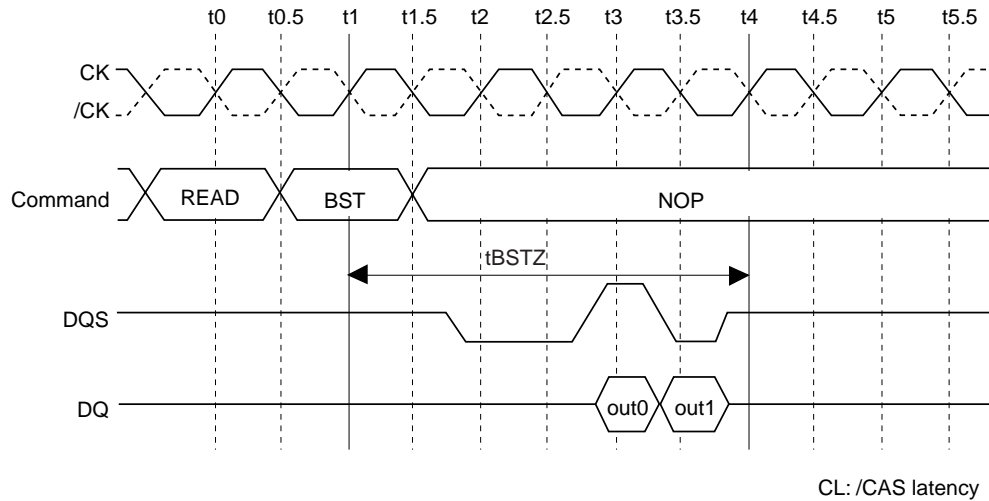 t0 t0.5 t1 t1.5 t2 t2.5 t3 t3.5 t4 t4.5 t5 t5.5
CK
/CK
Command READ BST NOP
tBSTZ
DQS
DQ out0 out1
CL: /CAS latency